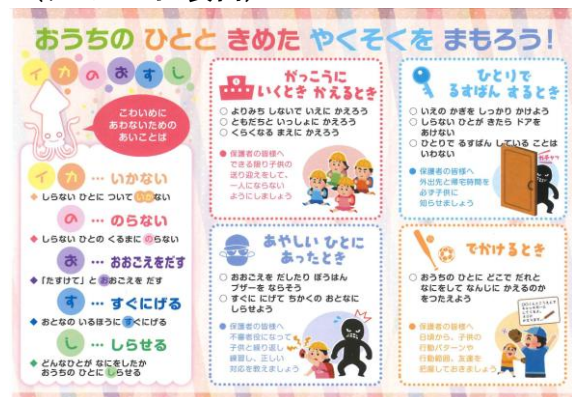 おうちの ひとと きめた やくそくを まもろう!
イカのおすし
こわいめに
あわないための
あいことば
イカ … いかない
しらない ひとに ついて いかない
の … のらない
しらない ひとの くるまに のらない
お … おおごえをだす
「たすけて」と おおごえを だす
す … すぐにげる
おとなの いるほうに すぐにげる
し … しらせる
どんなひとが なにをしたか
おうちの ひとに しらせる
がっこうに
いくとき かえるとき
○ よりみち しないで いえに かえろう
○ ともだちと いっしょに かえろう
○ くらくなる まえに かえろう
● 保護者の皆様へ
できる限り子供の
送り迎えをして、
一人にならない
ようにしましょう
ひとりで
るすばん するとき
○ いえの かぎを しっかり かけよう
○ しらない ひとが きたら ドアを
あけない
○ ひとりで るすばん している ことは
いわない
● 保護者の皆様へ
外出先と帰宅時間を
必ず子供に
知らせましょう
あやしい ひとに
あったとき
○ おおごえを だしたり ぼうはん
ブザーを ならそう
○ すぐに にげて ちかくの おとなに
しらせよう
● 保護者の皆様へ
不審者役になって
子供と繰り返し
練習し、正しい
対応を教えましょう
でかけるとき
○ おうちの ひとに どこで だれと
なにをして なんじに かえるのか
をつたえよう
● 保護者の皆様へ
日頃から、子供の
行動パターンや
行動範囲、友達を
把握しておきましょう